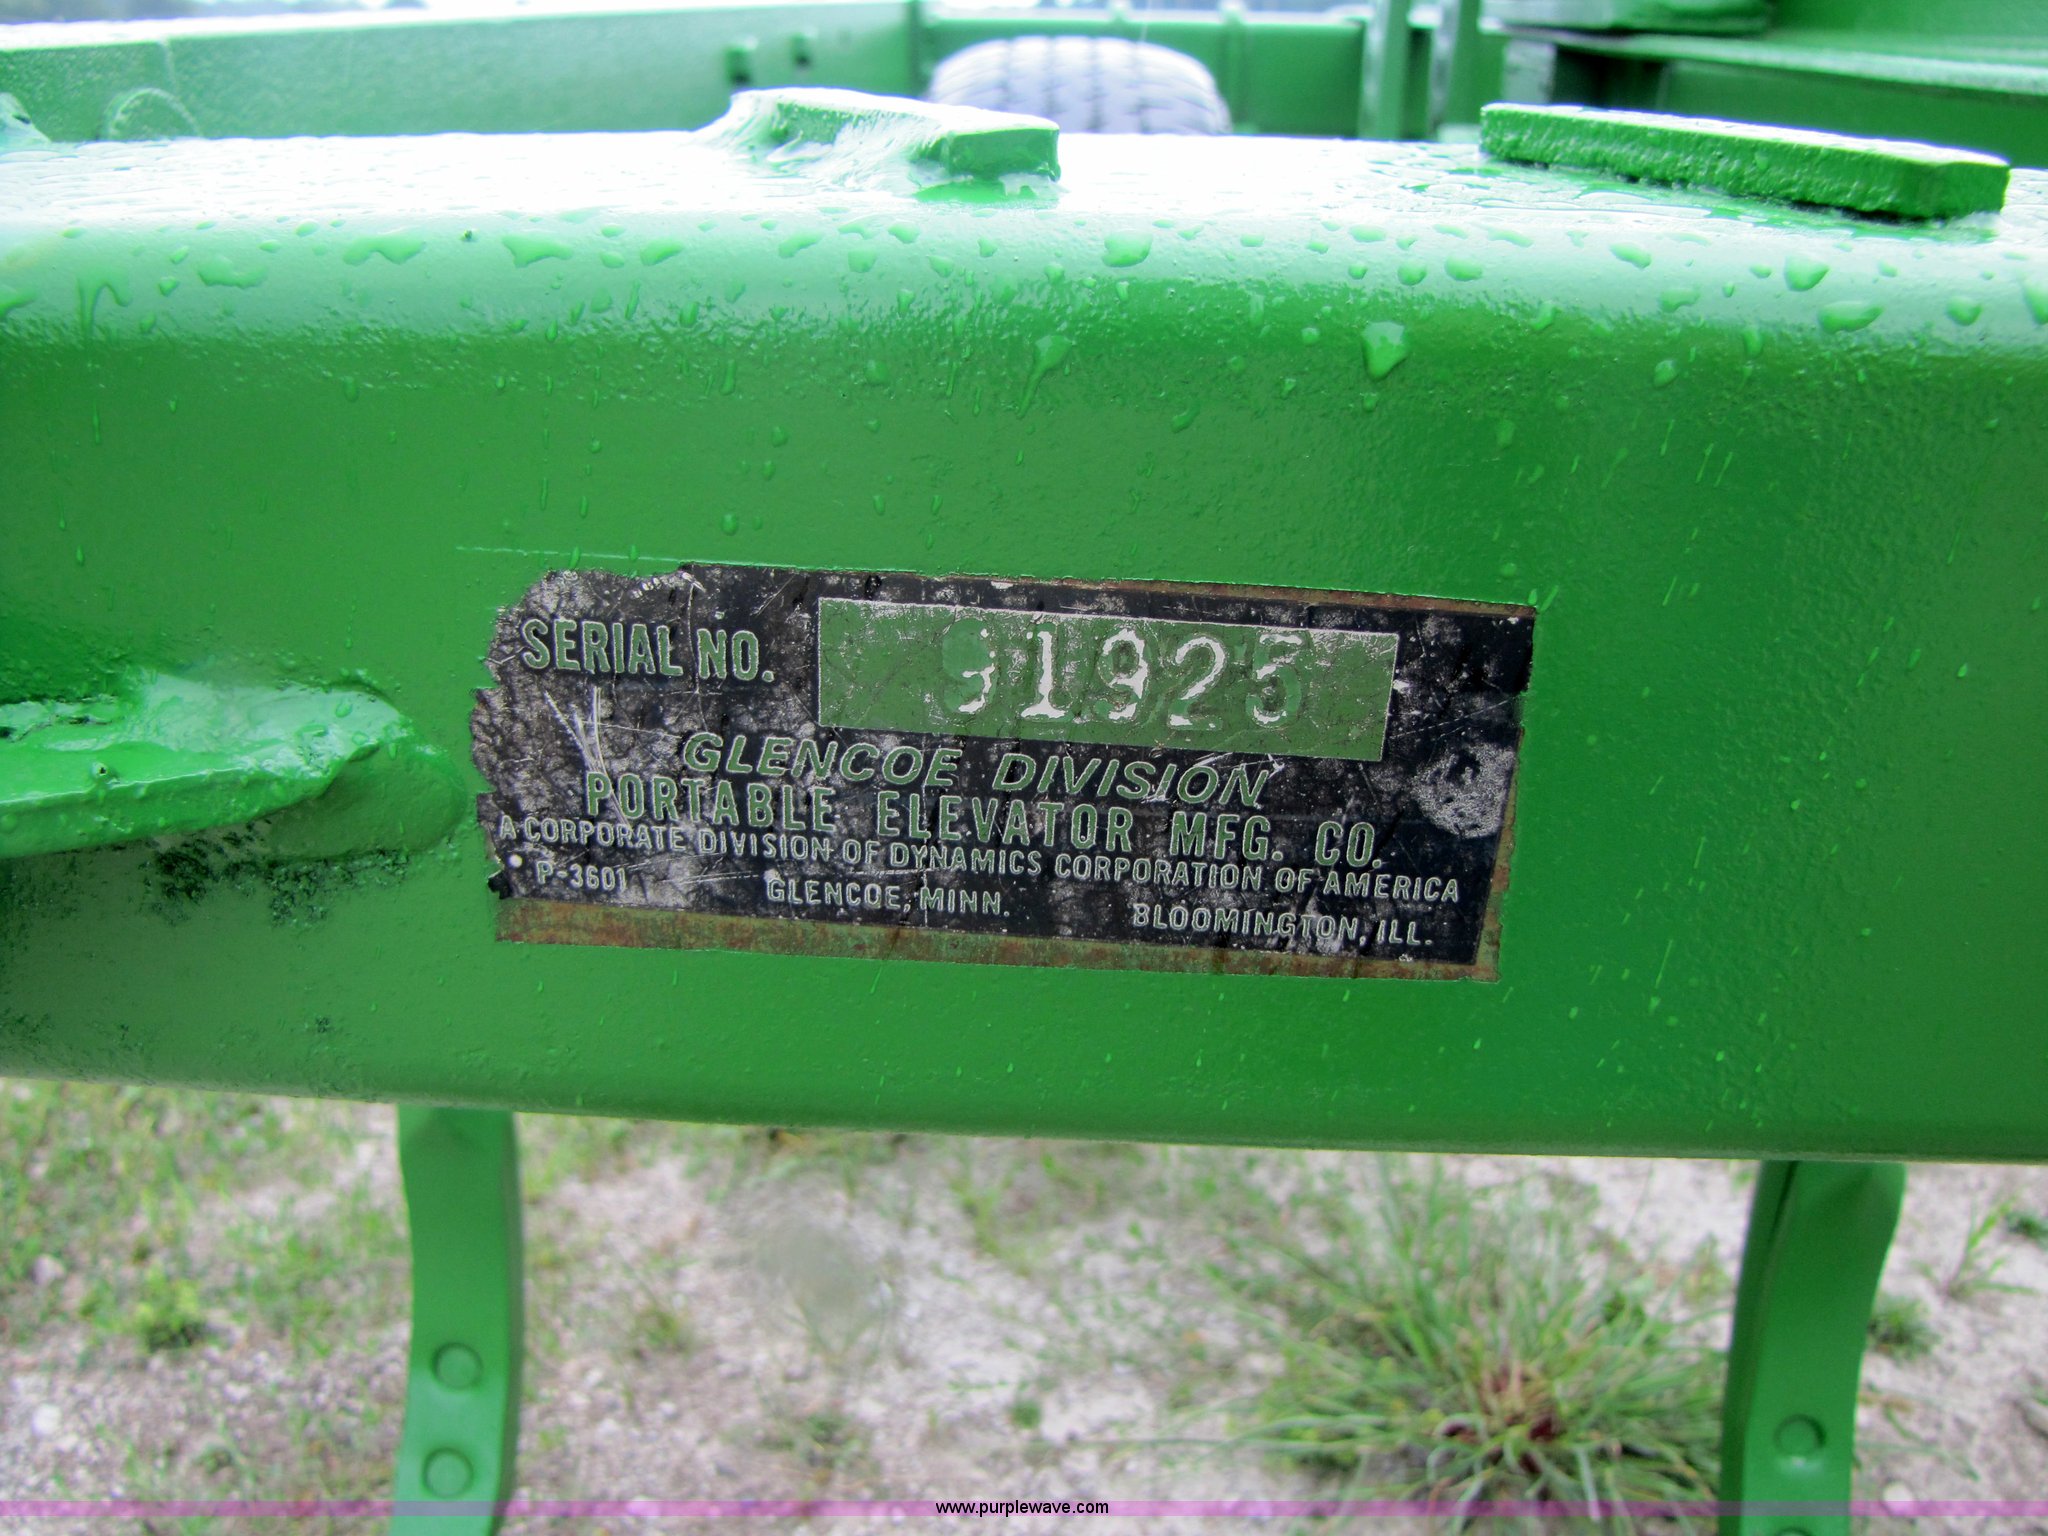 SERIAL NO. 91925
GLENCOE DIVISION
PORTABLE ELEVATOR MFG. CO.
A CORPORATE DIVISION OF DYNAMICS CORPORATION OF AMERICA
P-3601 GLENCOE, MINN. BLOOMINGTON, ILL.
www.purplewave.com